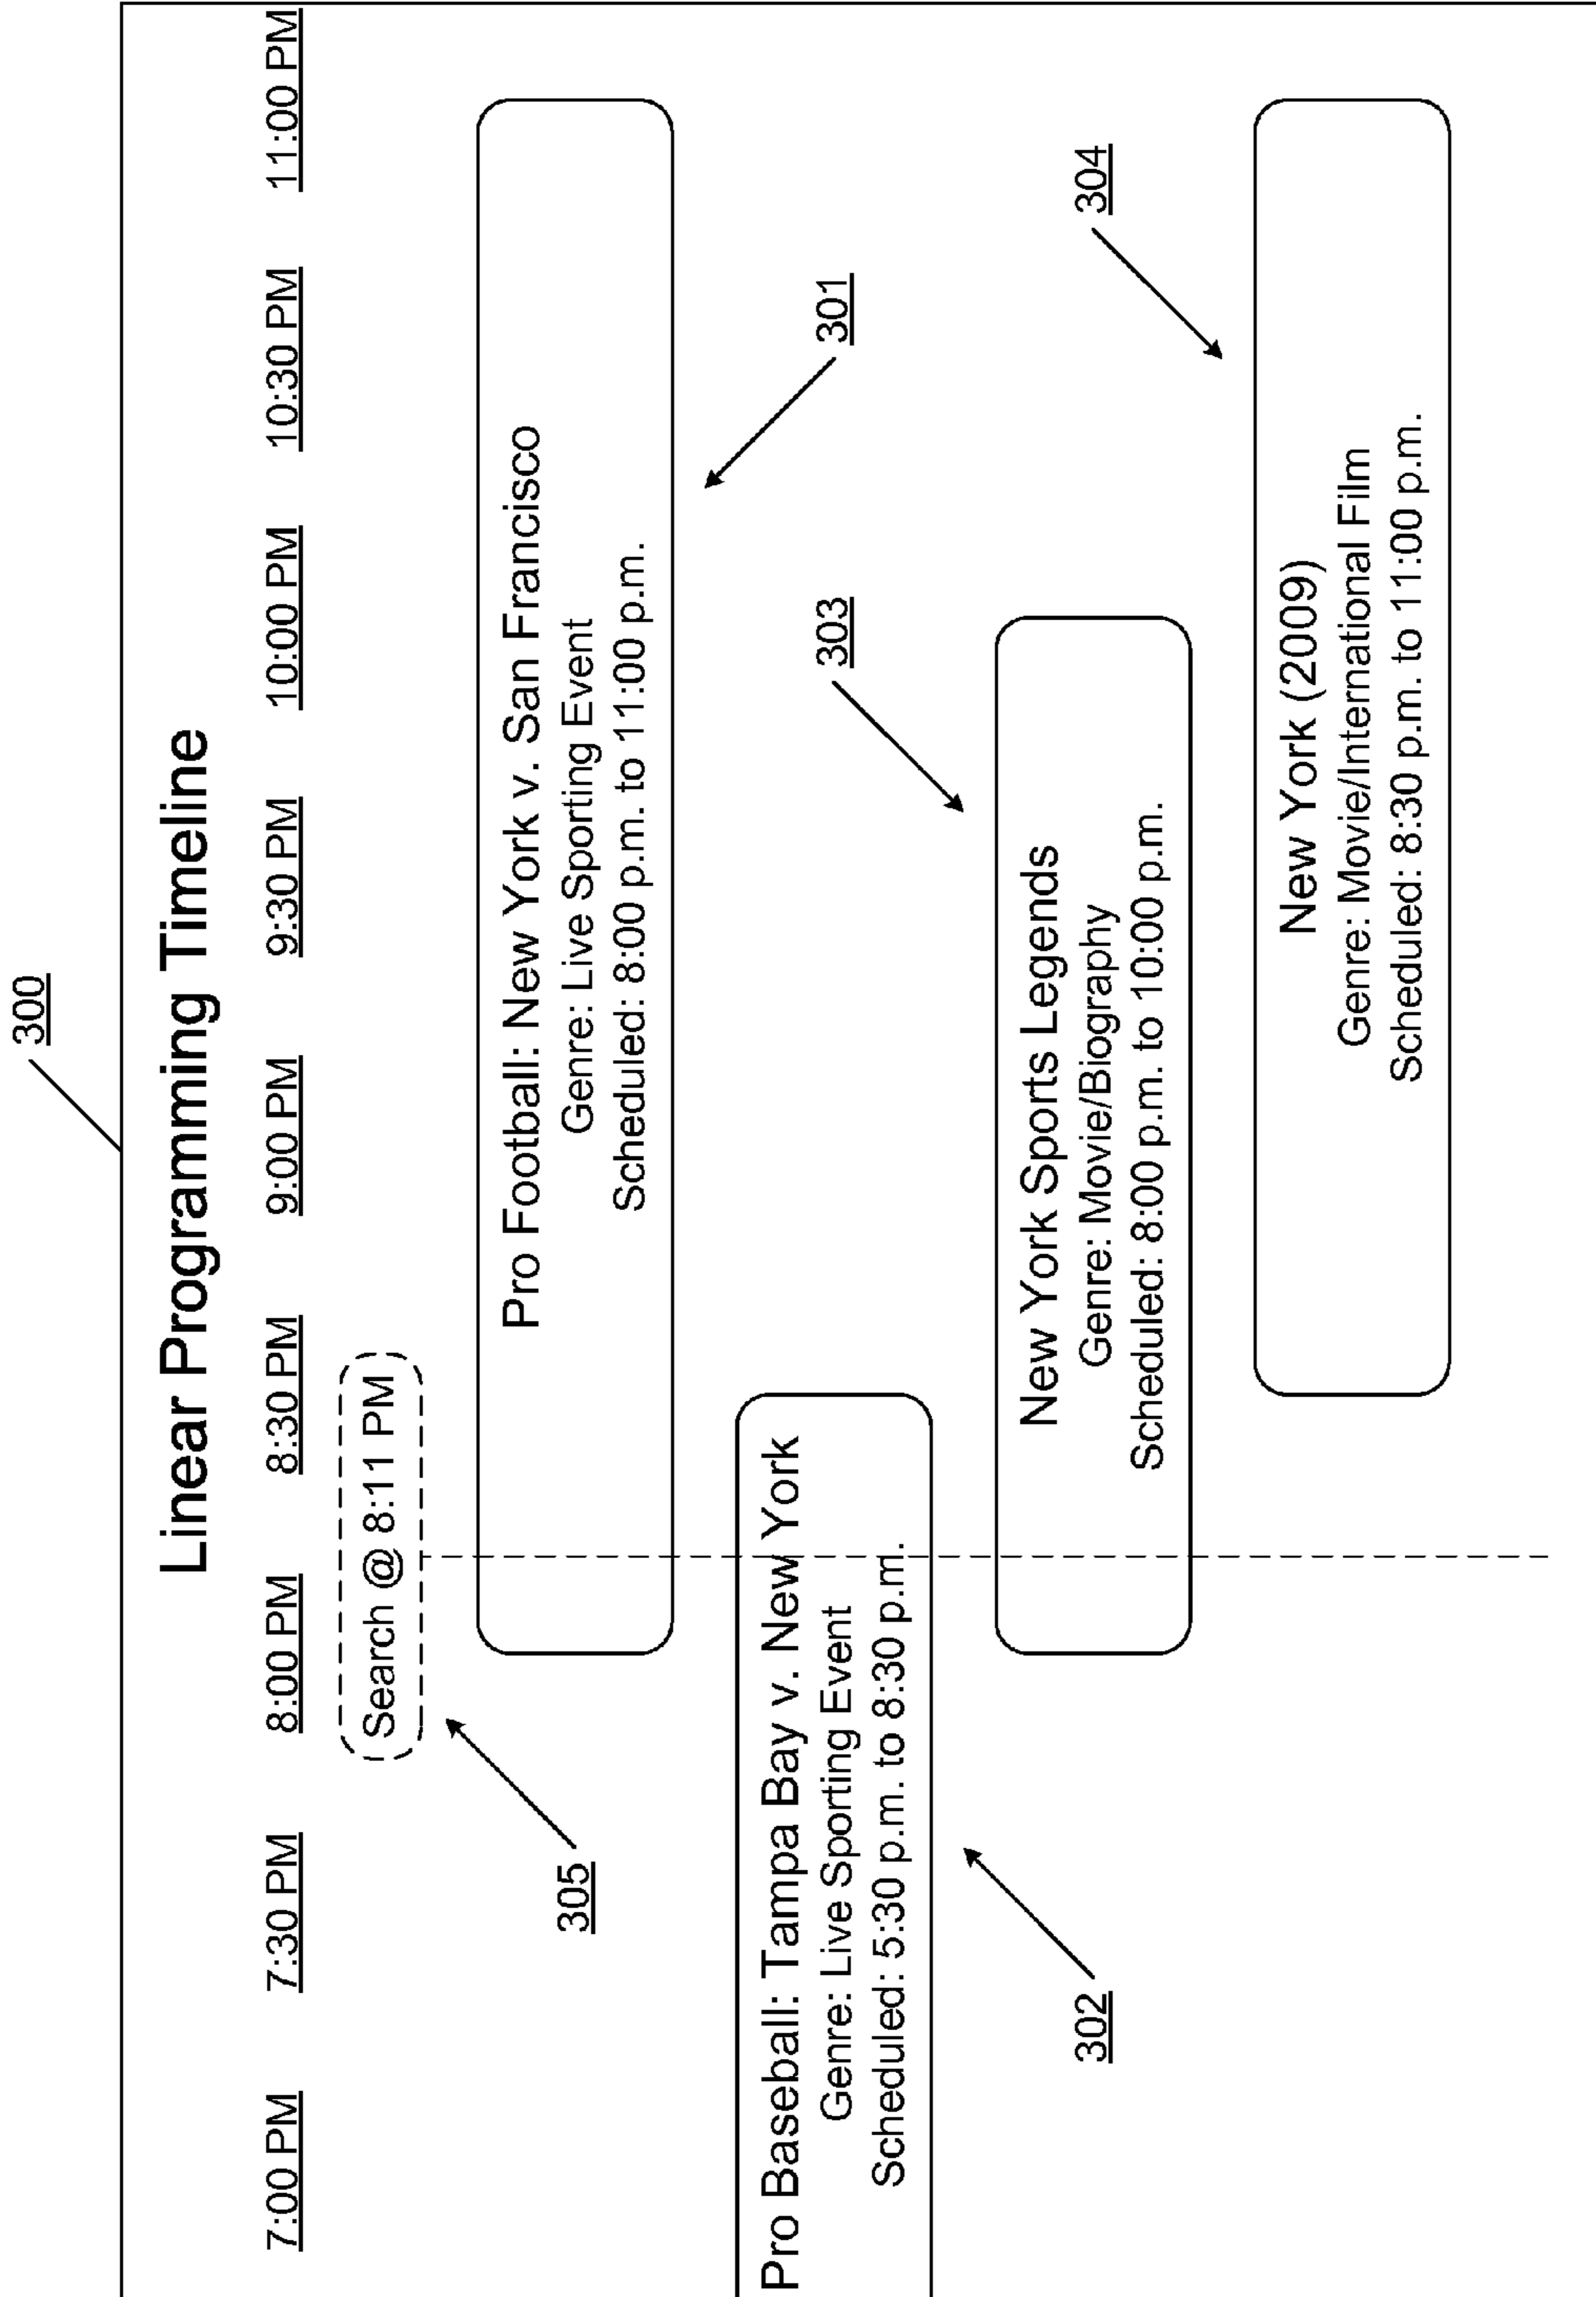 300
Linear Programming Timeline
7:00 PM 7:30 PM 8:00 PM 8:30 PM 9:00 PM 9:30 PM 10:00 PM 10:30 PM 11:00 PM
Search @ 8:11 PM
305
Pro Football: New York v. San Francisco
Genre: Live Sporting Event
Scheduled: 8:00 p.m. to 11:00 p.m.
301
Pro Baseball: Tampa Bay v. New York
Genre: Live Sporting Event
Scheduled: 5:30 p.m. to 8:30 p.m.
302
303
New York Sports Legends
Genre: Movie/Biography
Scheduled: 8:00 p.m. to 10:00 p.m.
304
New York (2009)
Genre: Movie/International Film
Scheduled: 8:30 p.m. to 11:00 p.m.